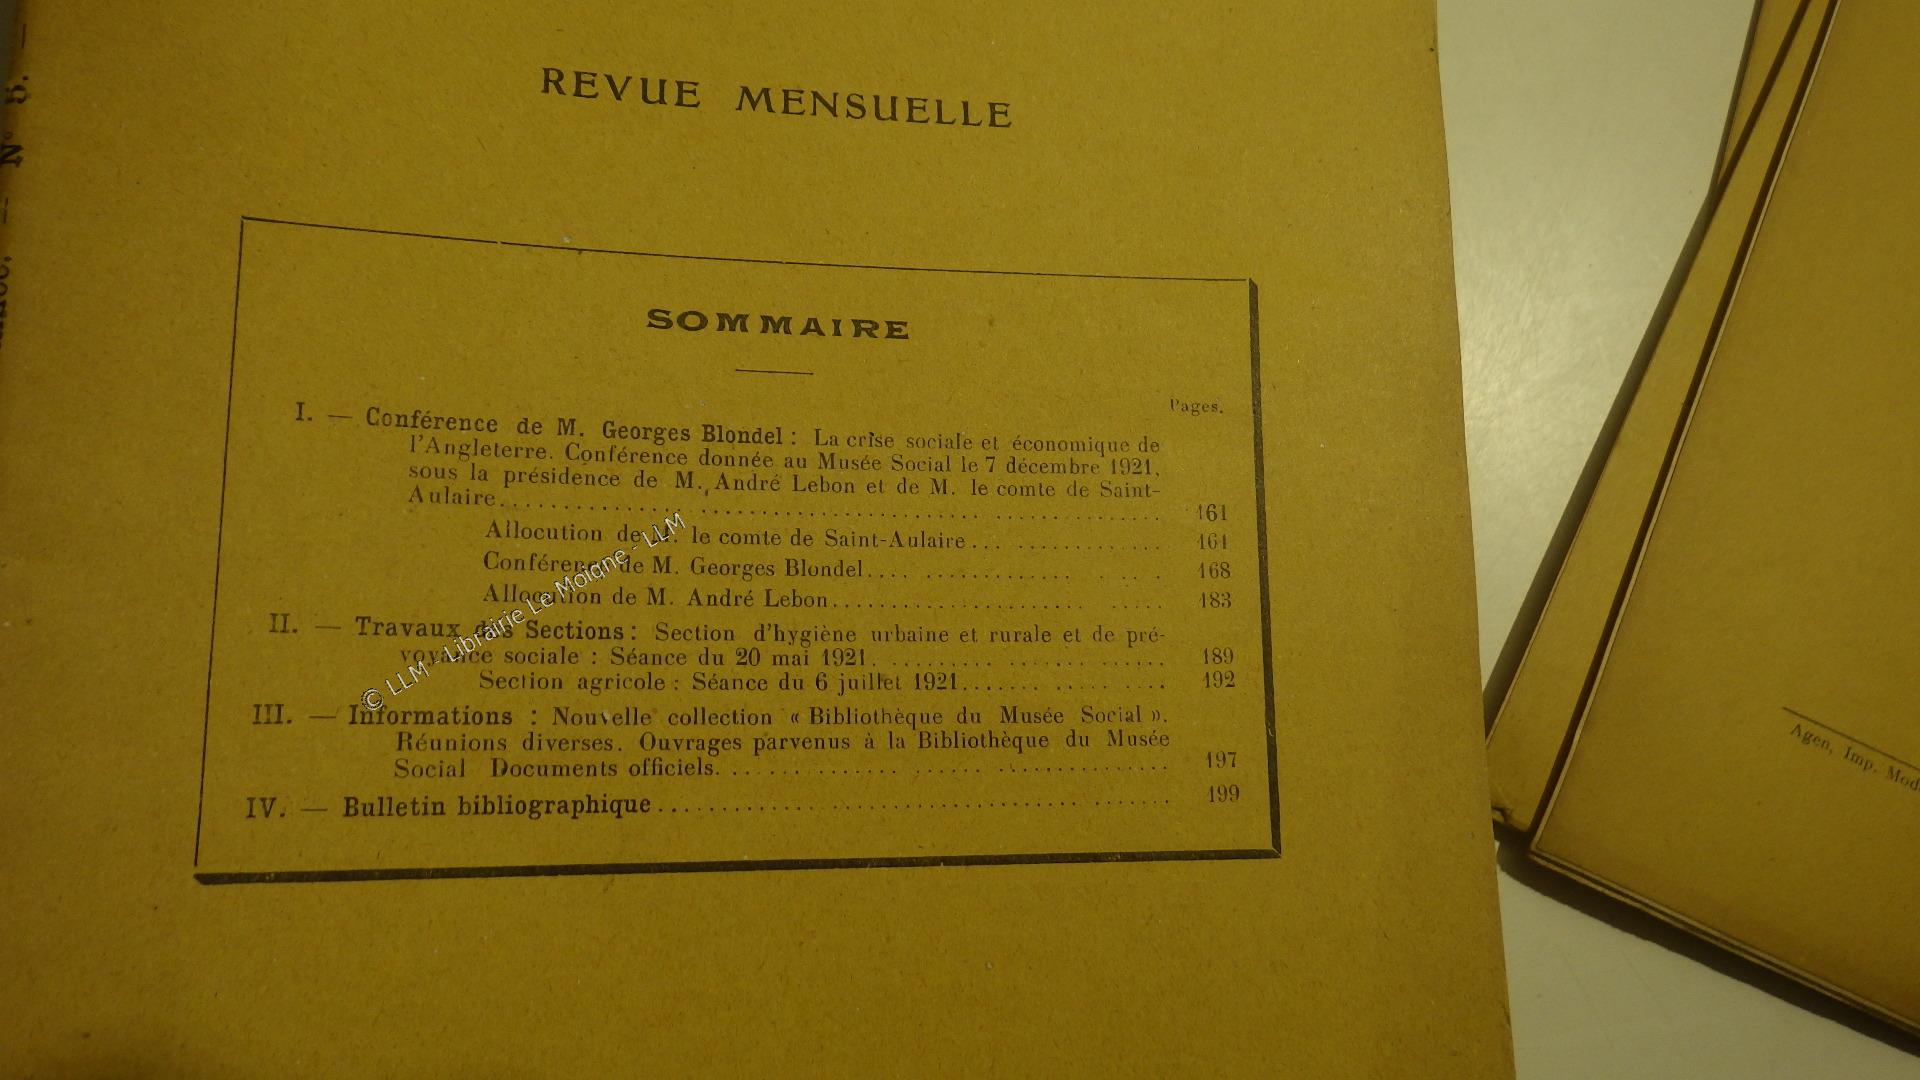 REVUE MENSUELLE
N° 5.
SOMMAIRE
Pages.
I. — Conférence de M. Georges Blondel : La crise sociale et économique de
l'Angleterre. Conférence donnée au Musée Social le 7 décembre 1921,
sous la présidence de M. André Lebon et de M. le comte de Saint-
Aulaire. 161
Allocution de M. le comte de Saint-Aulaire 161
Conférence de M. Georges Blondel 168
Allocution de M. André Lebon 183
II. — Travaux des Sections : Section d'hygiène urbaine et rurale et de pré-
voyance sociale : Séance du 20 mai 1921. 189
Section agricole : Séance du 6 juillet 1921 192
III. — Informations : Nouvelle collection « Bibliothèque du Musée Social ».
Réunions diverses. Ouvrages parvenus à la Bibliothèque du Musée
Social Documents officiels. 197
IV. — Bulletin bibliographique 199
© LLM - Librairie Le Moigne - LLM
Agen, Imp. Mod.